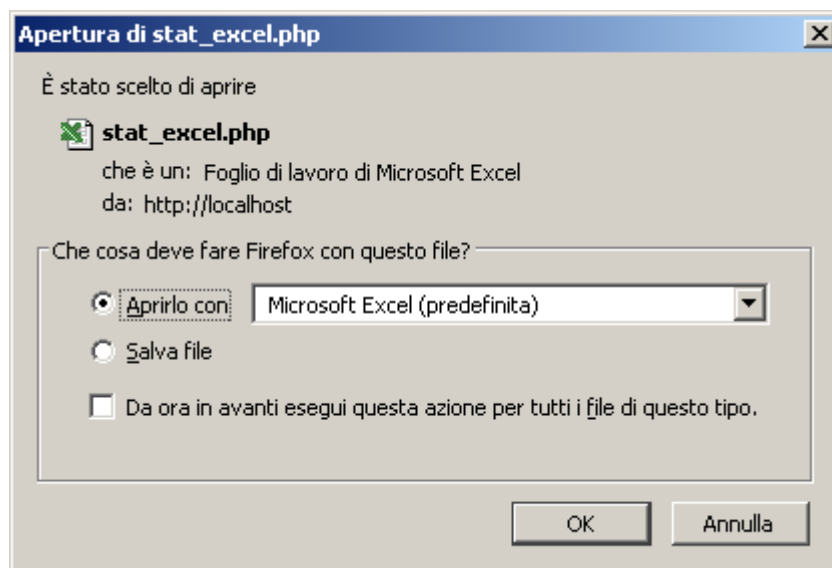 Apertura di stat_excel.php
È stato scelto di aprire
stat_excel.php
che è un: Foglio di lavoro di Microsoft Excel
da: http://localhost
Che cosa deve fare Firefox con questo file?
Aprirlo con Microsoft Excel (predefinita)
Salva file
Da ora in avanti esegui questa azione per tutti i file di questo tipo.
OK Annulla